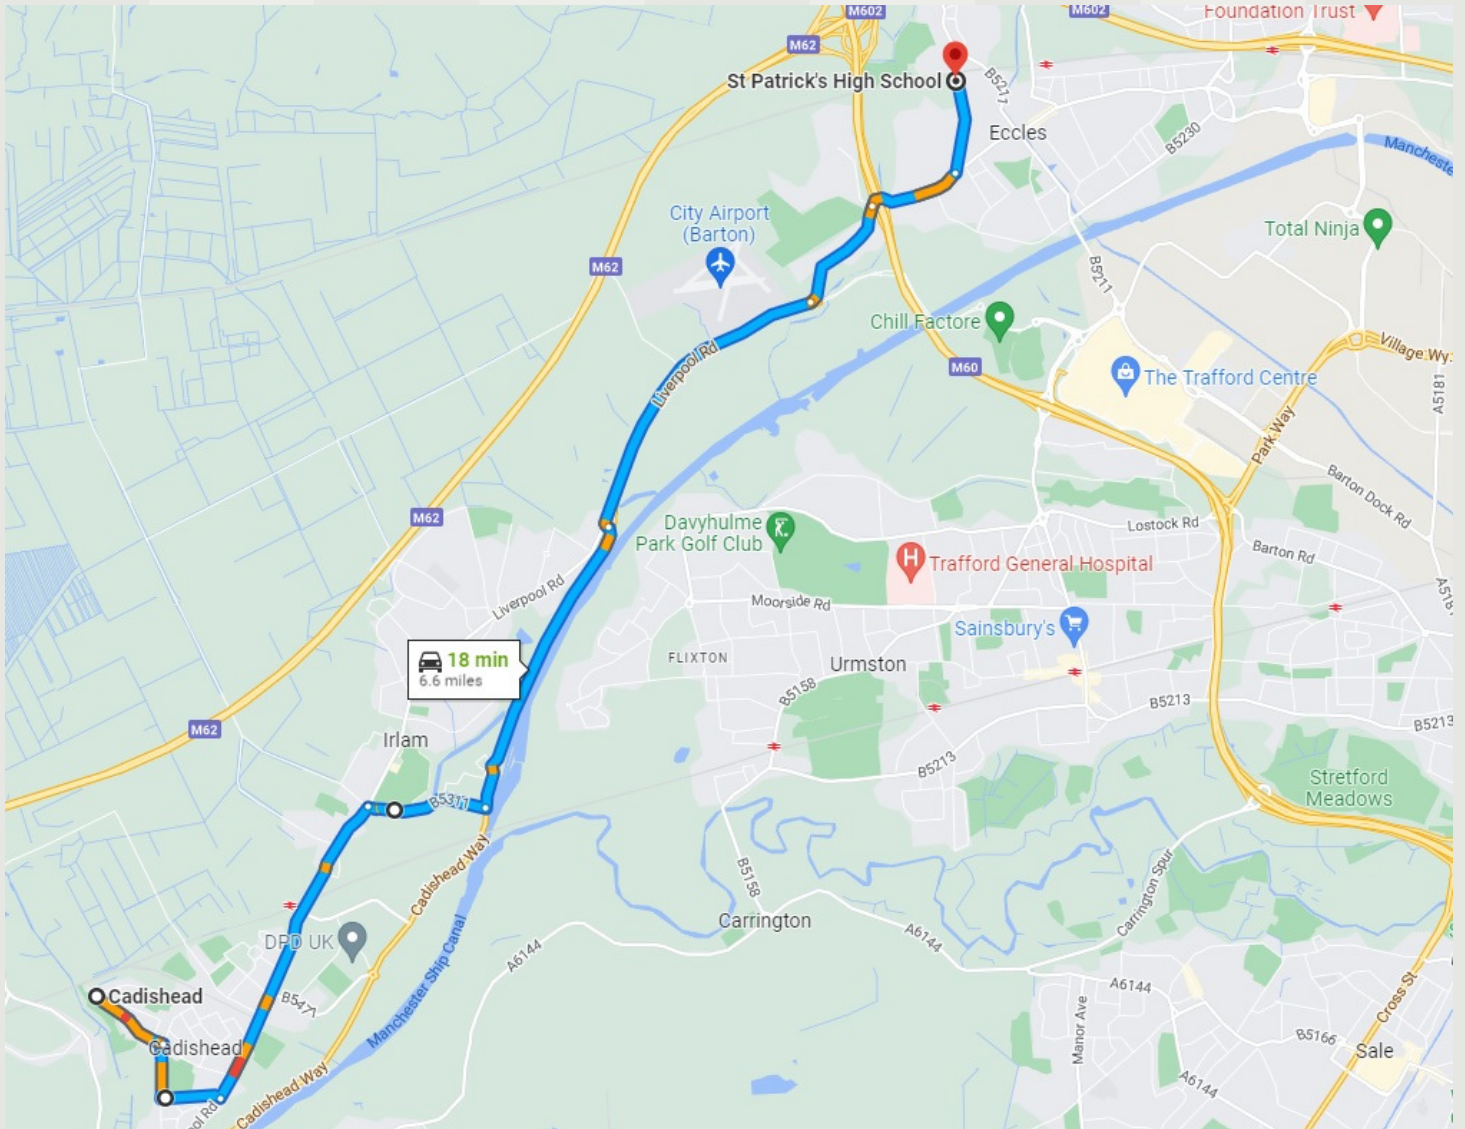 M602
M602
Foundation Trust
M62
St Patrick's High School
B5211
Eccles
B5230
Manchester
City Airport
(Barton)
Total Ninja
M62
B5211
Chill Factore
Liverpool Rd
M60
The Trafford Centre
Village Wy
A5181
Park Way
Barton Dock Rd
M62
Davyhulme
Park Golf Club
Lostock Rd
Barton Rd
Trafford General Hospital
A5181
Liverpool Rd
Moorside Rd
Sainsbury's
18 min
6.6 miles
FLIXTON
Urmston
B5158
B5213
B5213
M62
Irlam
B5213
Stretford
Meadows
B5311
Cadishead Way
B5158
Carrington Spur
Carrington
A6144
DPD UK
A6144
Manchester Ship Canal
Cadishead
B5471
A6144
Cross St
Manor Ave
Cadishead
B5166
Sale
A6144
Cadishead Way
ool Rd